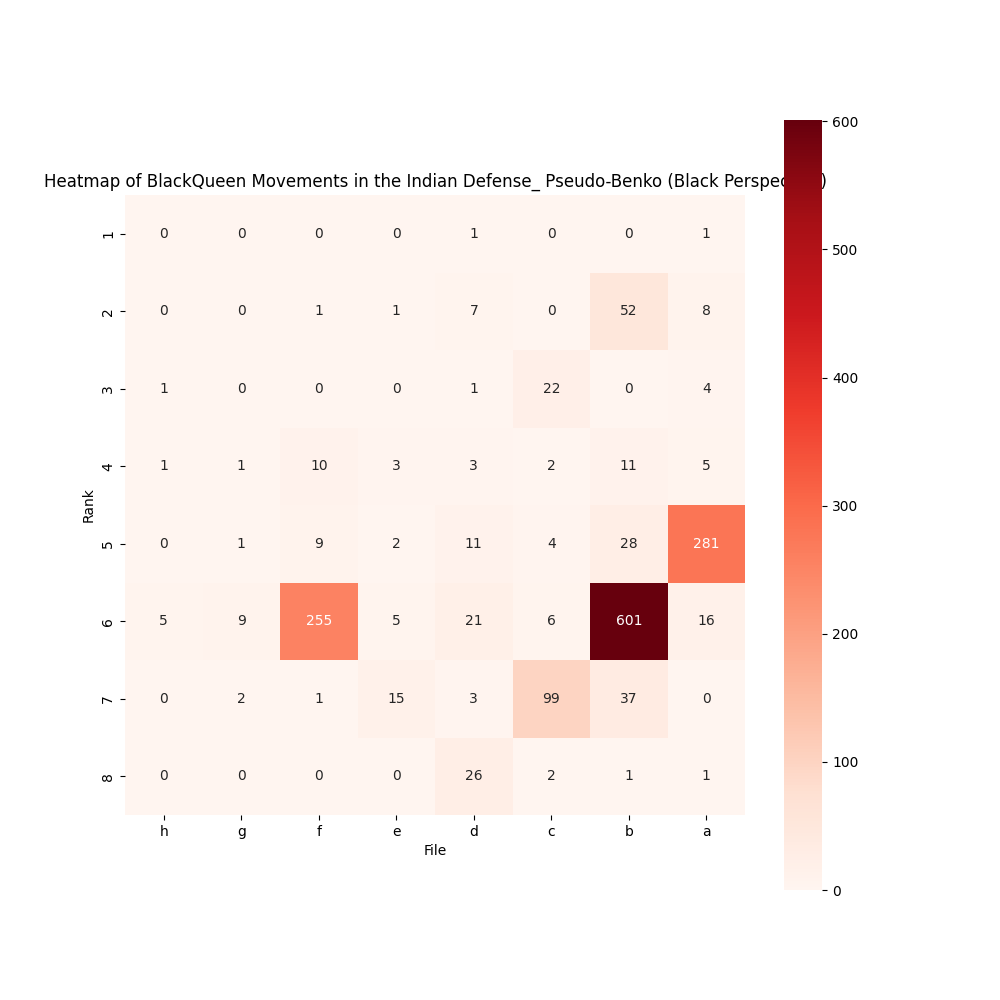 Heatmap of BlackQueen Movements in the Indian Defense_ Pseudo-Benko (Black Perspec )
Rank
1 0 0 0 0 1 0 0 1
2 0 0 1 1 7 0 52 8
3 1 0 0 0 1 22 0 4
4 1 1 10 3 3 2 11 5
5 0 1 9 2 11 4 28 281
6 5 9 255 5 21 6 601 16
7 0 2 1 15 3 99 37 0
8 0 0 0 0 26 2 1 1
h g f e d c b a
File
600
500
400
300
200
100
0